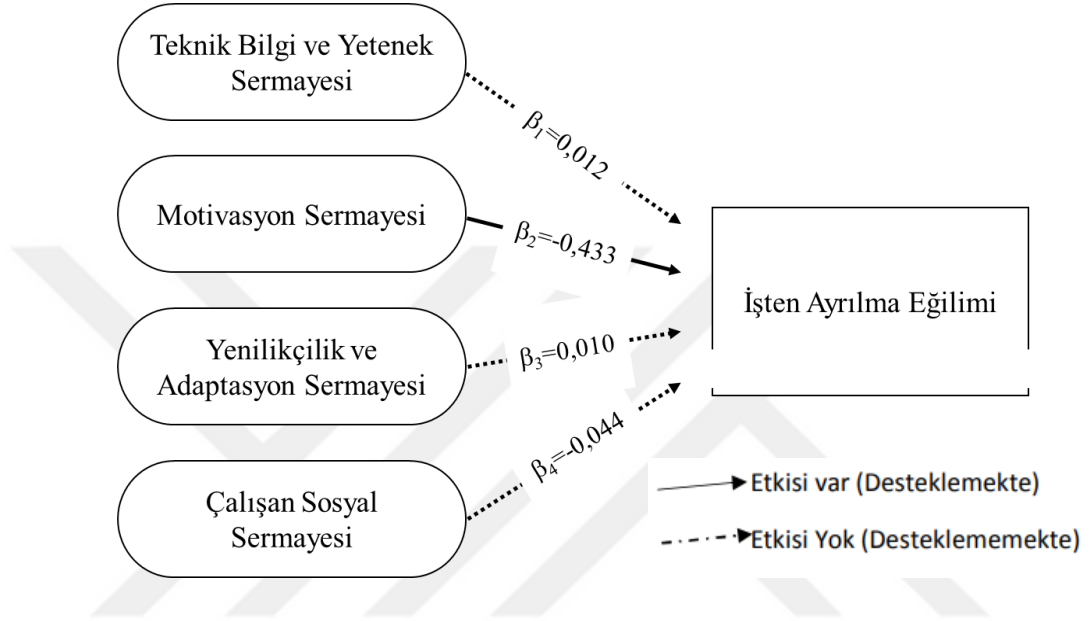 Teknik Bilgi ve Yetenek
Sermayesi
β₁=0,012
Motivasyon Sermayesi
β₂=-0,433
İşten Ayrılma Eğilimi
Yenilikçilik ve
Adaptasyon Sermayesi
β₃=0,010
β₄=-0,044
Çalışan Sosyal
Sermayesi
Etkisi var (Desteklemekte)
Etkisi Yok (Desteklememekte)